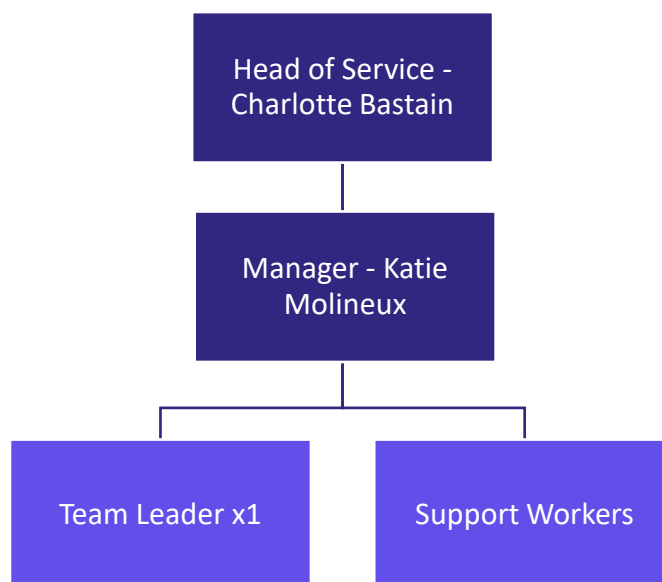 Head of Service -
Charlotte Bastain
Manager - Katie
Molineux
Team Leader x1
Support Workers